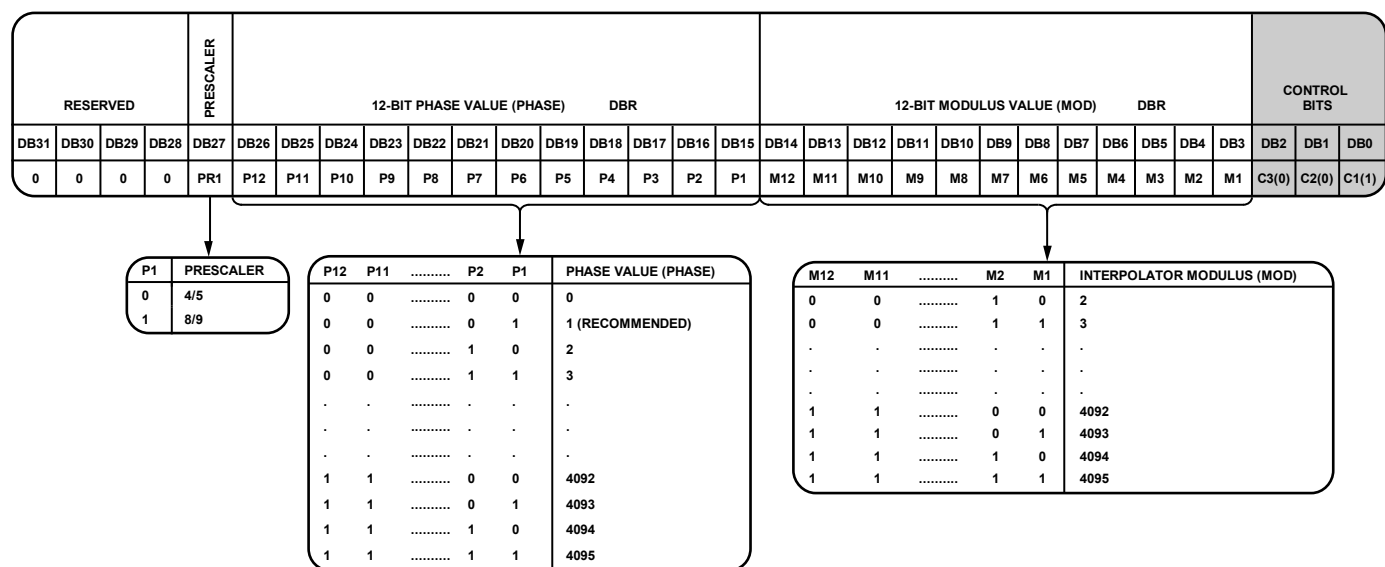 RESERVED
PRESCALER
12-BIT PHASE VALUE (PHASE) DBR
12-BIT MODULUS VALUE (MOD) DBR
CONTROL
BITS
DB31 DB30 DB29 DB28 DB27 DB26 DB25 DB24 DB23 DB22 DB21 DB20 DB19 DB18 DB17 DB16 DB15 DB14 DB13 DB12 DB11 DB10 DB9 DB8 DB7 DB6 DB5 DB4 DB3 DB2 DB1 DB0
0 0 0 0 PR1 P12 P11 P10 P9 P8 P7 P6 P5 P4 P3 P2 P1 M12 M11 M10 M9 M8 M7 M6 M5 M4 M3 M2 M1 C3(0) C2(0) C1(1)
P1 PRESCALER
0 4/5
1 8/9
P12 P11 .......... P2 P1 PHASE VALUE (PHASE)
0 0 .......... 0 0 0
0 0 .......... 0 1 1 (RECOMMENDED)
0 0 .......... 1 0 2
0 0 .......... 1 1 3
. . .......... . . .
. . .......... . . .
. . .......... . . .
1 1 .......... 0 0 4092
1 1 .......... 0 1 4093
1 1 .......... 1 0 4094
1 1 .......... 1 1 4095
M12 M11 .......... M2 M1 INTERPOLATOR MODULUS (MOD)
0 0 .......... 1 0 2
0 0 .......... 1 1 3
. . .......... . . .
. . .......... . . .
. . .......... . . .
1 1 .......... 0 0 4092
1 1 .......... 0 1 4093
1 1 .......... 1 0 4094
1 1 .......... 1 1 4095